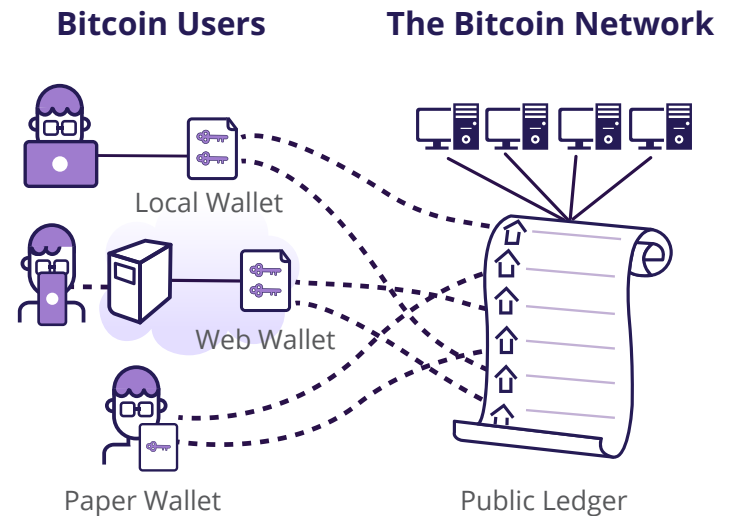 Bitcoin Users
The Bitcoin Network
Local Wallet
Web Wallet
Paper Wallet
Public Ledger